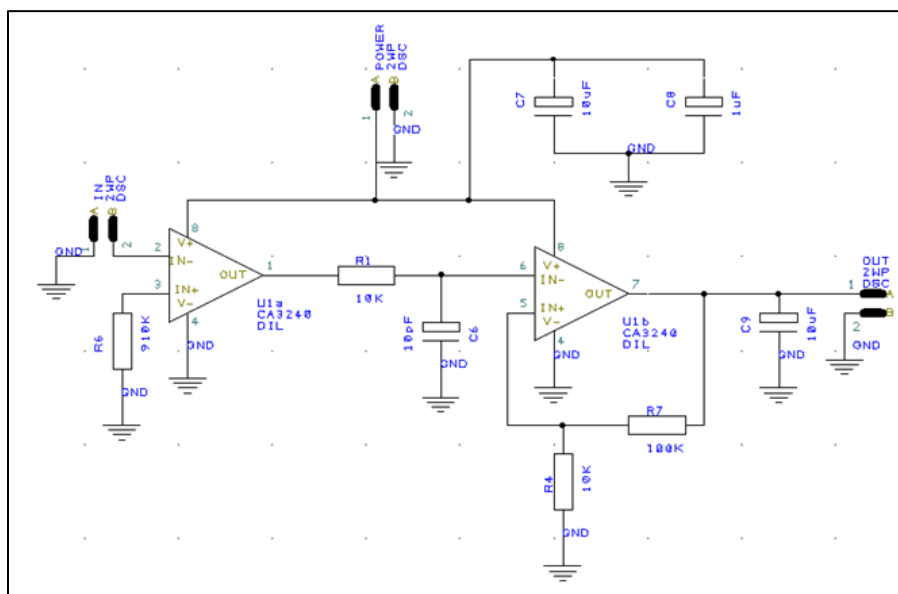 POWER
2WP
DSC
A
B
1
2
GND
C7
10uF
C8
1uF
GND
IN
2WP
DSC
A
B
1
2
GND
2
8
V+
IN-
OUT
1
3
IN+
V-
4
GND
U1a
CA3240
DIL
R6
910K
GND
R1
10K
10pF
C6
GND
6
8
V+
IN-
OUT
7
5
IN+
V-
4
GND
U1b
CA3240
DIL
R7
100K
R4
10K
GND
C9
10uF
GND
OUT
2WP
DSC
1
A
2
B
GND